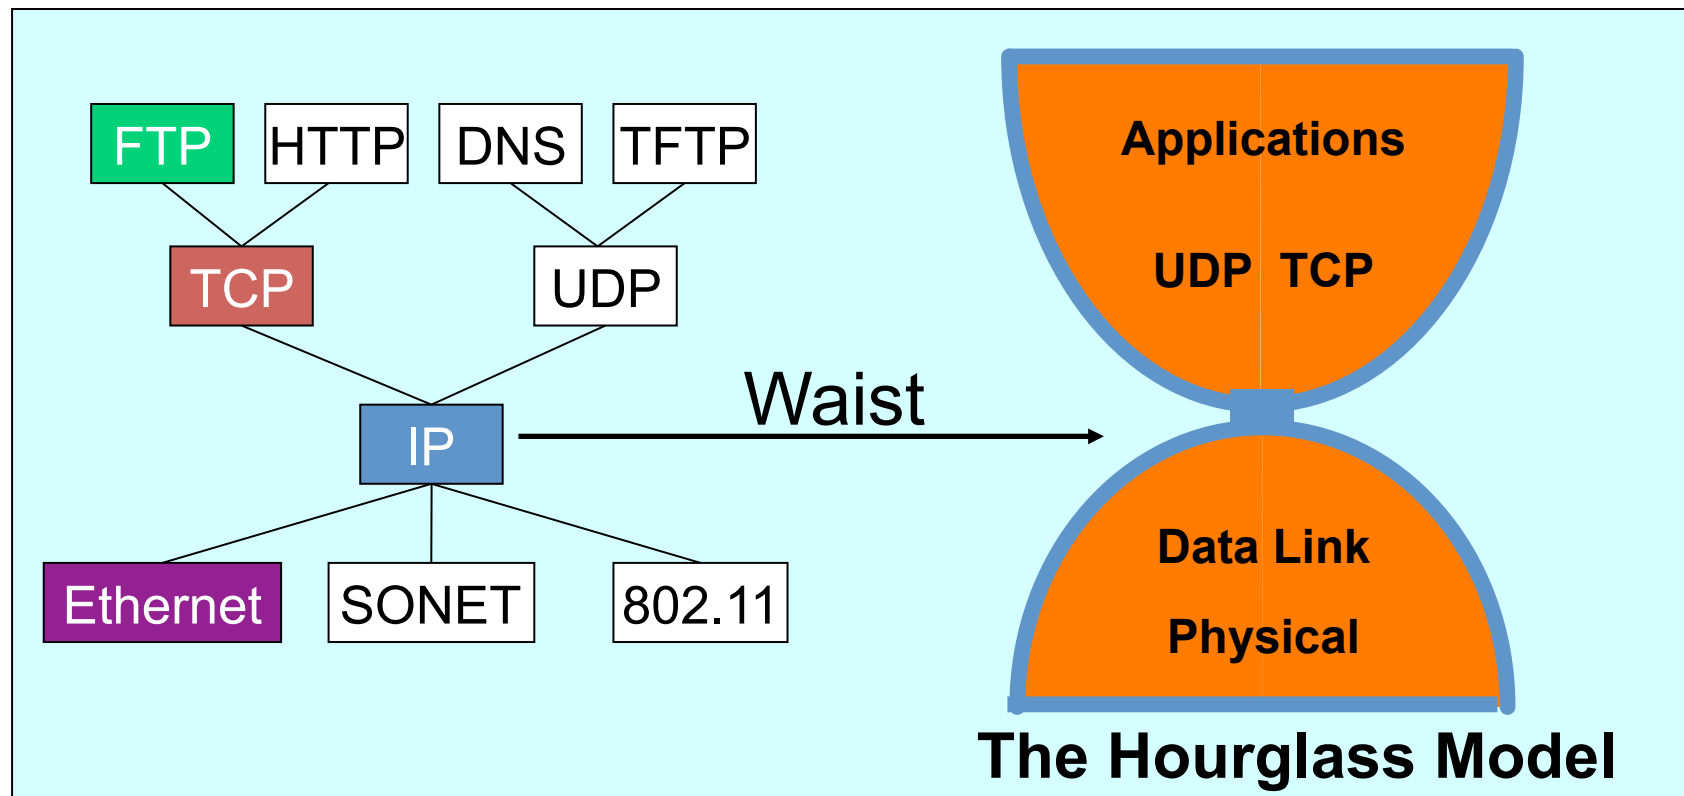 FTP HTTP DNS TFTP
TCP UDP
IP
Ethernet SONET 802.11
Waist
Applications
UDP TCP
Data Link
Physical
The Hourglass Model